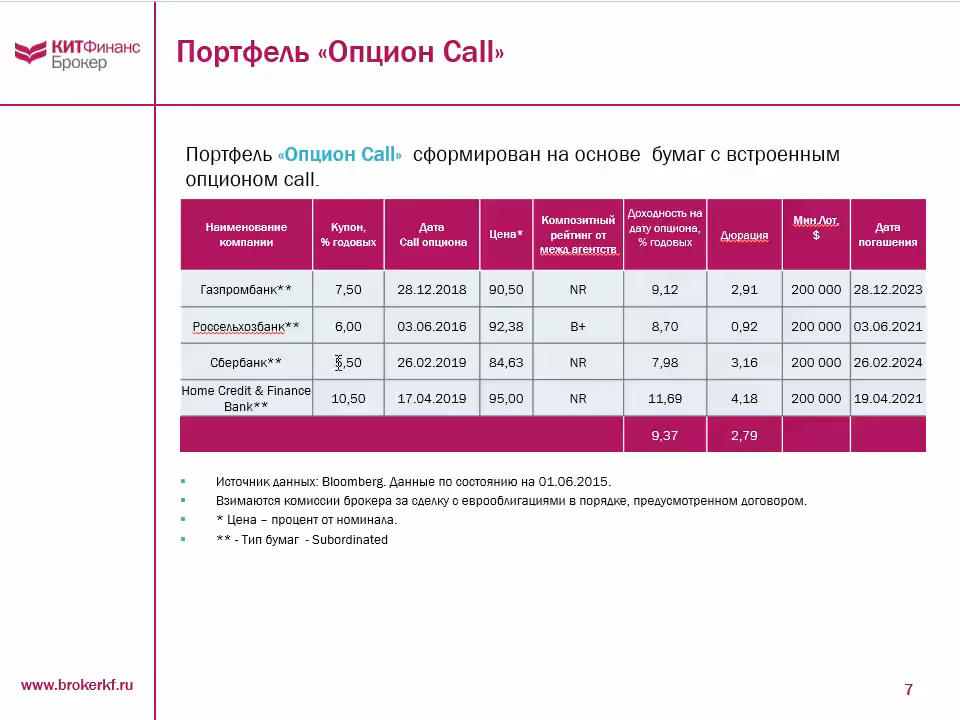 КИТФинанс
Брокер
Портфель «Опцион Call»
Портфель «Опцион Call» сформирован на основе бумаг с встроенным
опционом call.
Наименование компании | Купон, % годовых | Дата Call опциона | Цена* | Композитный рейтинг от межд.агентств | Доходность на дату опциона, % годовых | Дюрация | Мин.Лот, $ | Дата погашения
Газпромбанк** | 7,50 | 28.12.2018 | 90,50 | NR | 9,12 | 2,91 | 200 000 | 28.12.2023
Россельхозбанк** | 6,00 | 03.06.2016 | 92,38 | B+ | 8,70 | 0,92 | 200 000 | 03.06.2021
Сбербанк** | ,50 | 26.02.2019 | 84,63 | NR | 7,98 | 3,16 | 200 000 | 26.02.2024
Home Credit & Finance Bank** | 10,50 | 17.04.2019 | 95,00 | NR | 11,69 | 4,18 | 200 000 | 19.04.2021
9,37 | 2,79
Источник данных: Bloomberg. Данные по состоянию на 01.06.2015.
Взимаются комиссии брокера за сделку с еврооблигациями в порядке, предусмотренном договором.
* Цена – процент от номинала.
** - Тип бумаг - Subordinated
www.brokerkf.ru
7